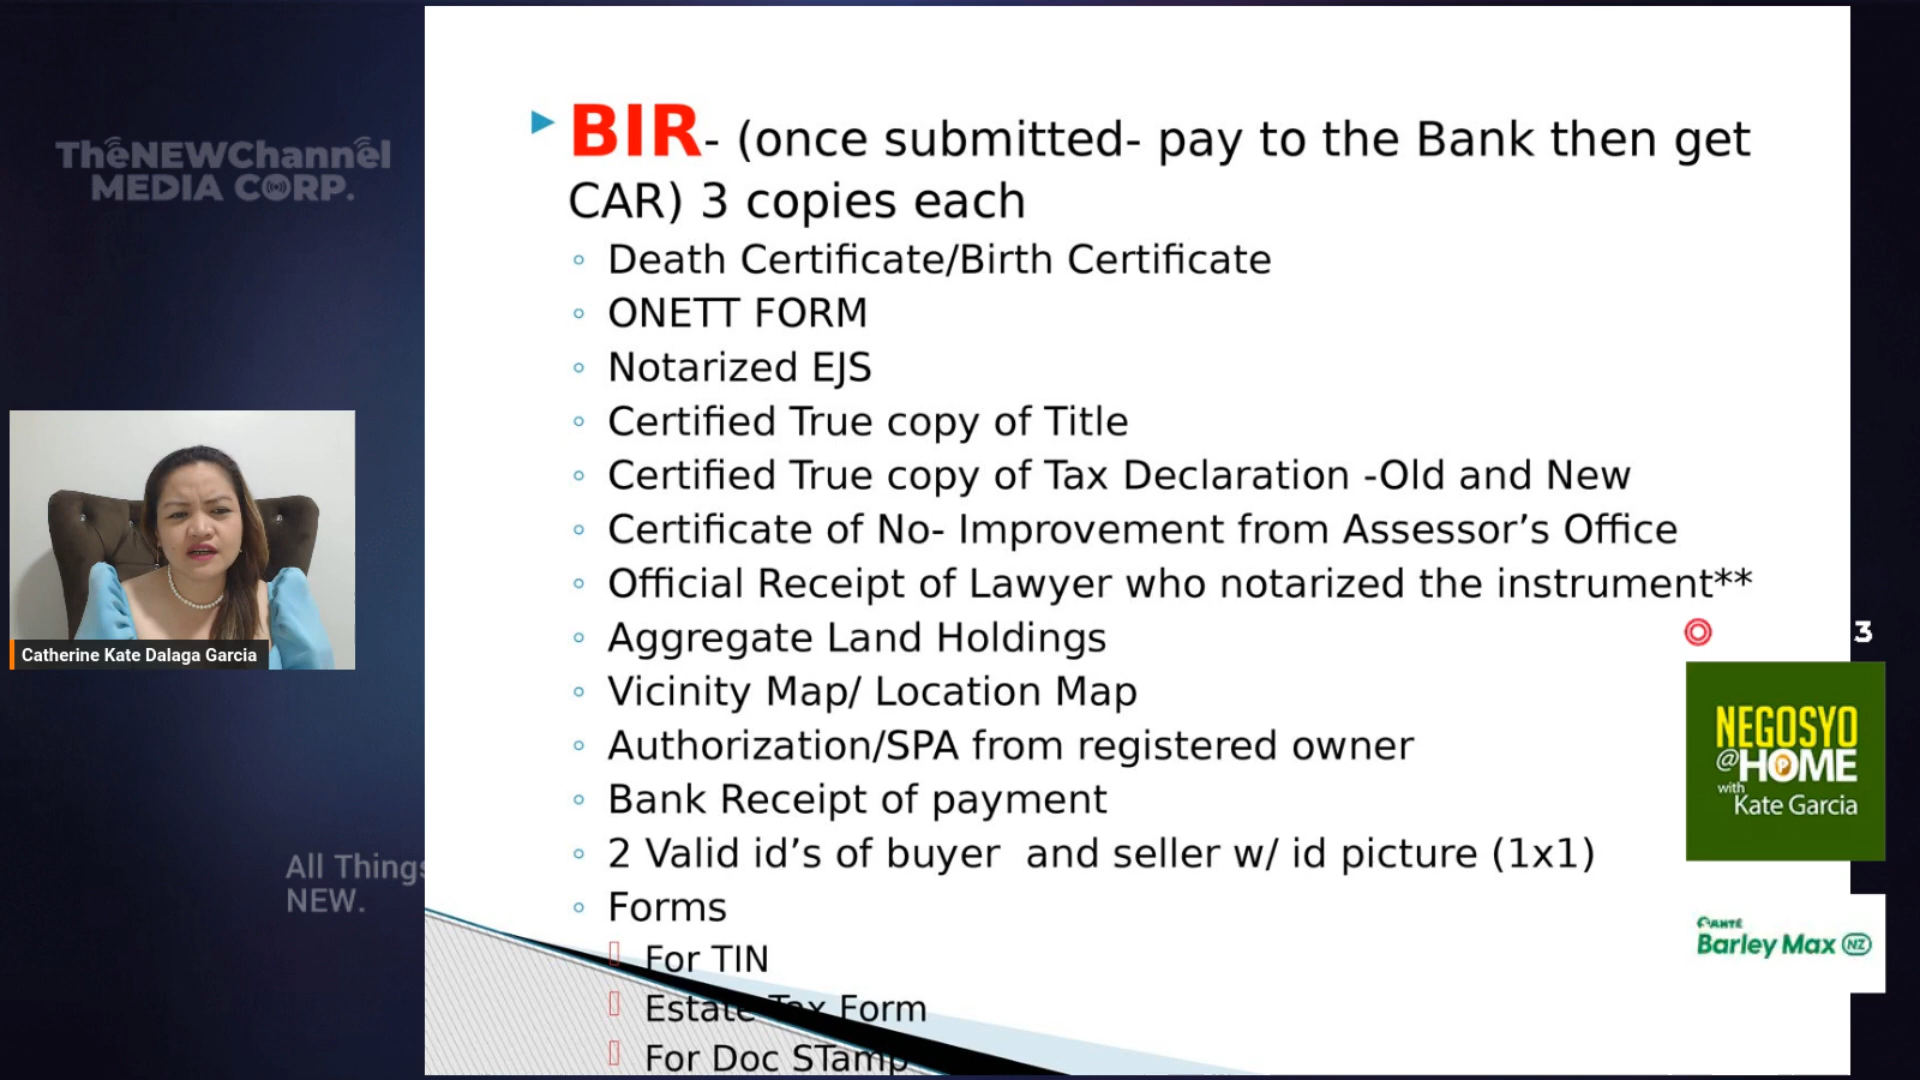 TheNEWChannel
MEDIA CORP.
BIR- (once submitted- pay to the Bank then get
CAR) 3 copies each
Death Certificate/Birth Certificate
ONETT FORM
Notarized EJS
Certified True copy of Title
Certified True copy of Tax Declaration -Old and New
Certificate of No- Improvement from Assessor’s Office
Official Receipt of Lawyer who notarized the instrument**
Aggregate Land Holdings
Vicinity Map/ Location Map
Authorization/SPA from registered owner
Bank Receipt of payment
2 Valid id’s of buyer  and seller w/ id picture (1x1)
Forms
For TIN
Estate Tax Form
For Doc STamp
Catherine Kate Dalaga Garcia
All Things
NEW.
3
NEGOSYO
@HOME
with
Kate Garcia
SANTÉ
Barley Max NZ